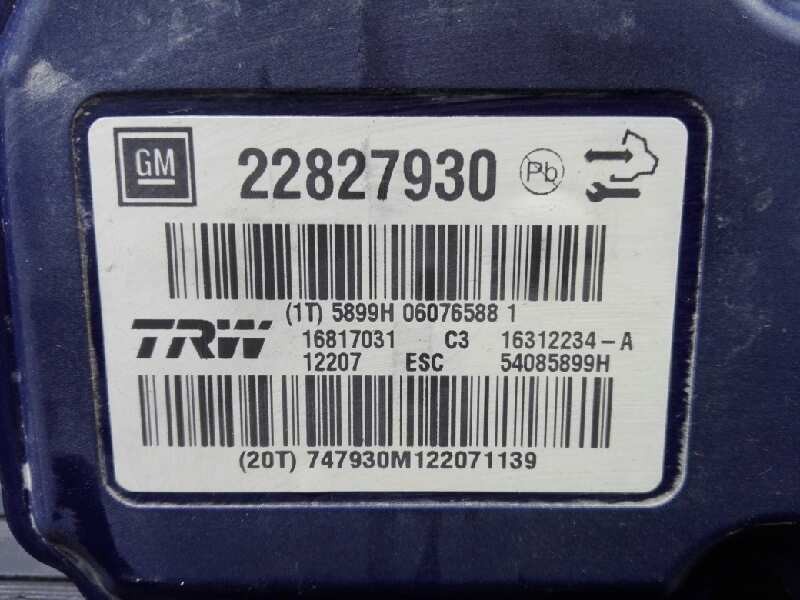 GM 22827930 Pb
(1T) 5899H 06076588 1
TRW 16817031 C3 16312234-A
12207 ESC 54085899H
(20T) 747930M122071139